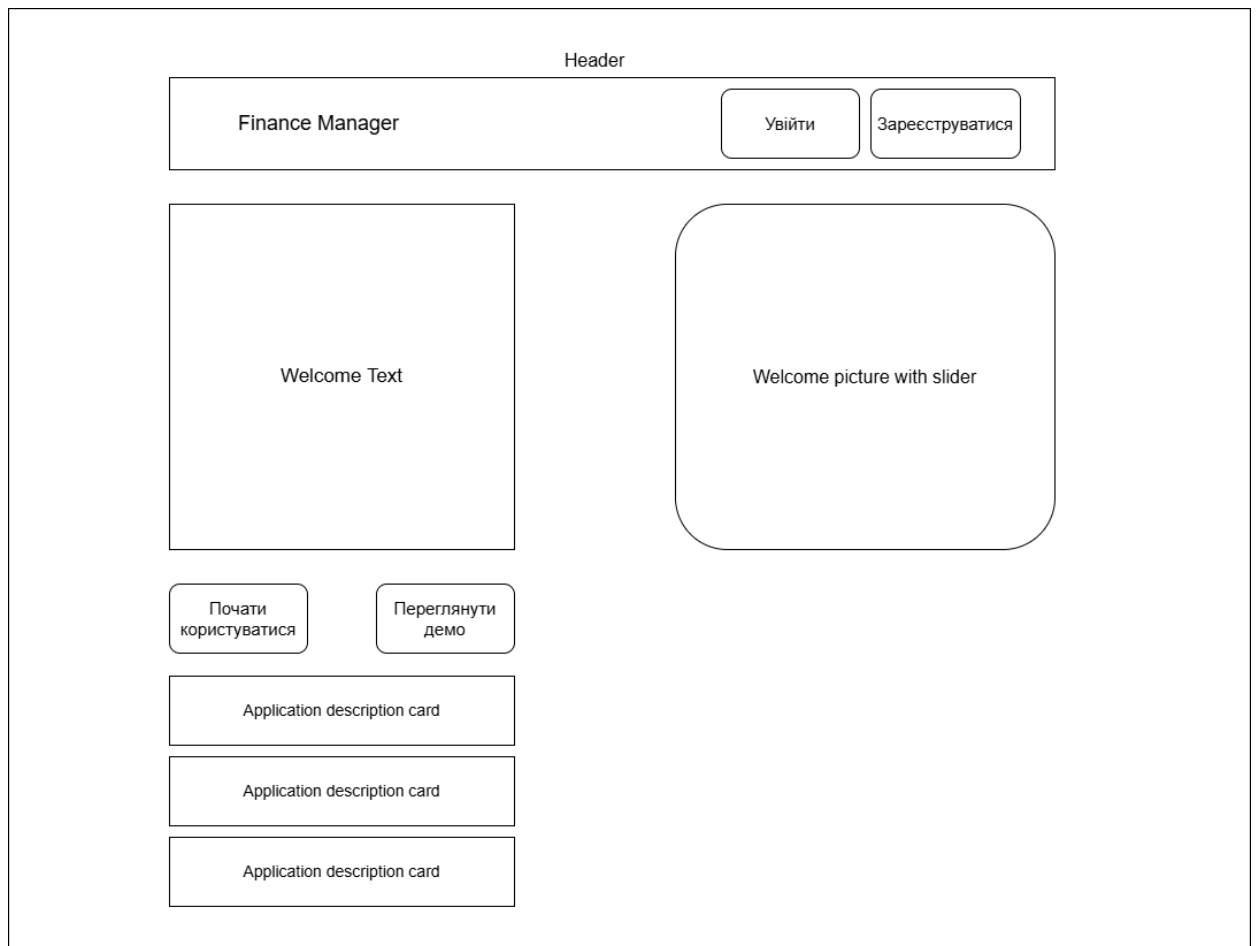 Header
Finance Manager
Увійти
Зареєструватися
Welcome Text
Welcome picture with slider
Почати
користуватися
Переглянути
демо
Application description card
Application description card
Application description card